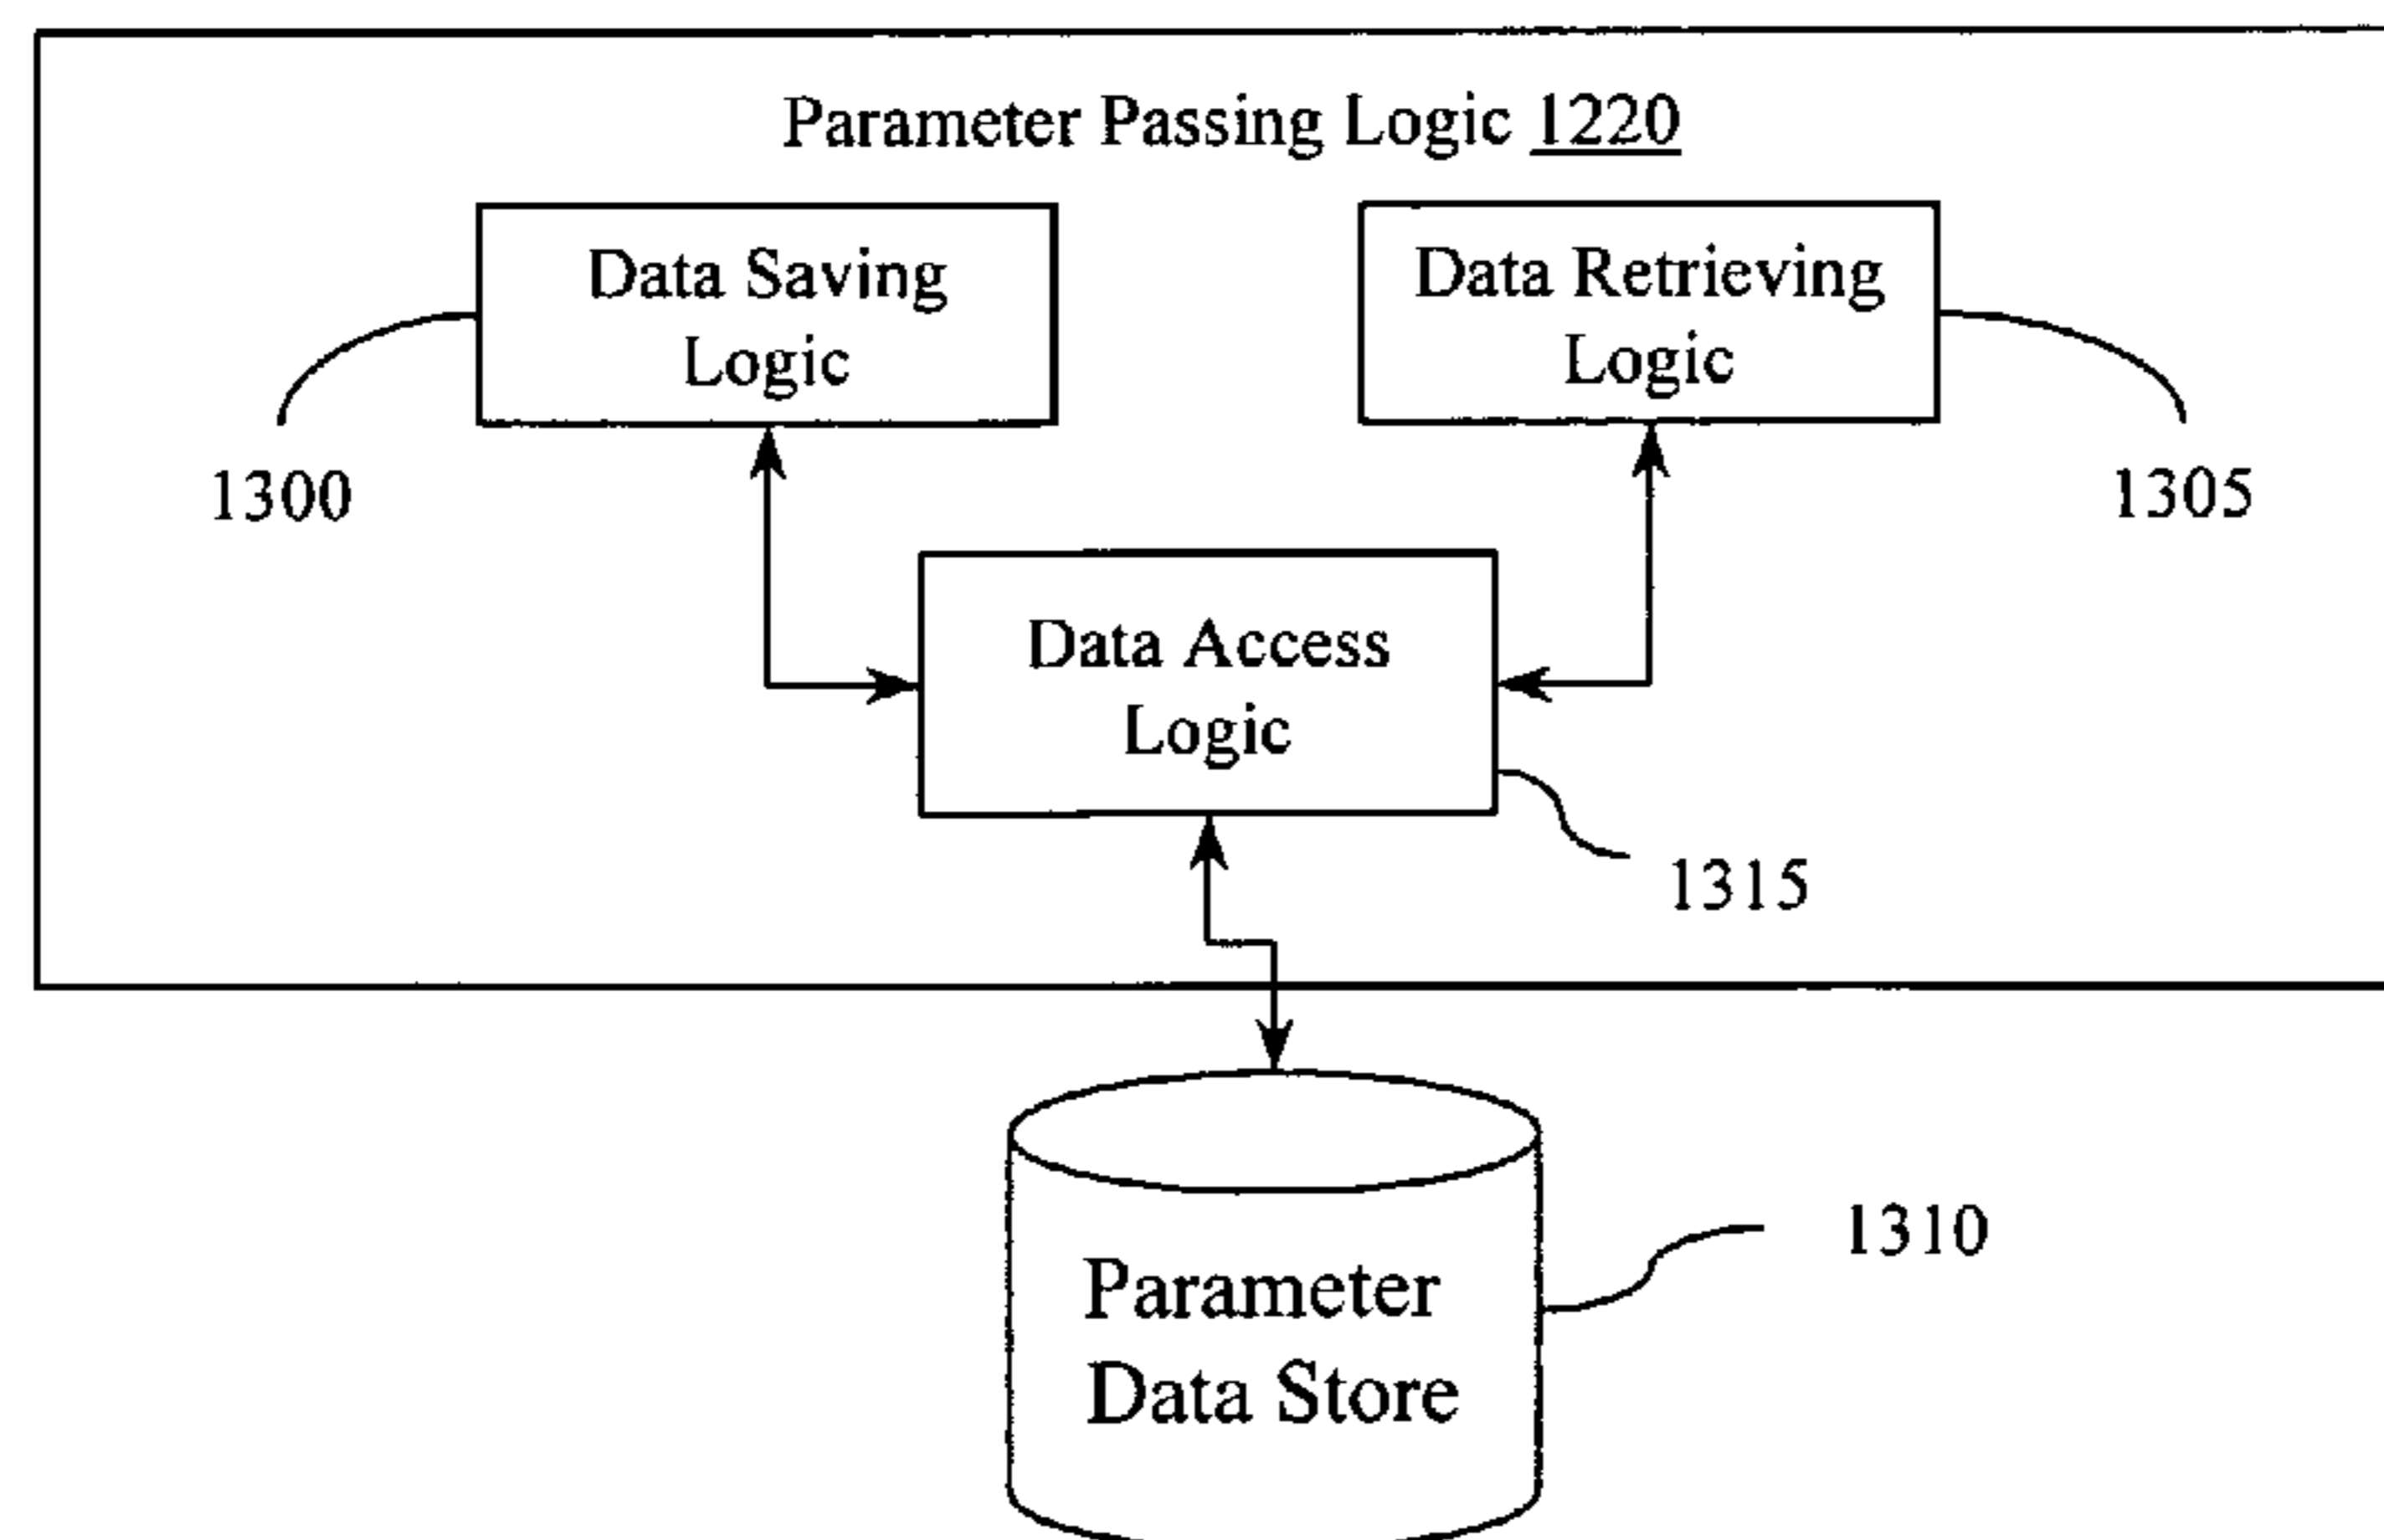 Parameter Passing Logic 1220
Data Saving
Logic
Data Retrieving
Logic
1300
1305
Data Access
Logic
1315
1310
Parameter
Data Store